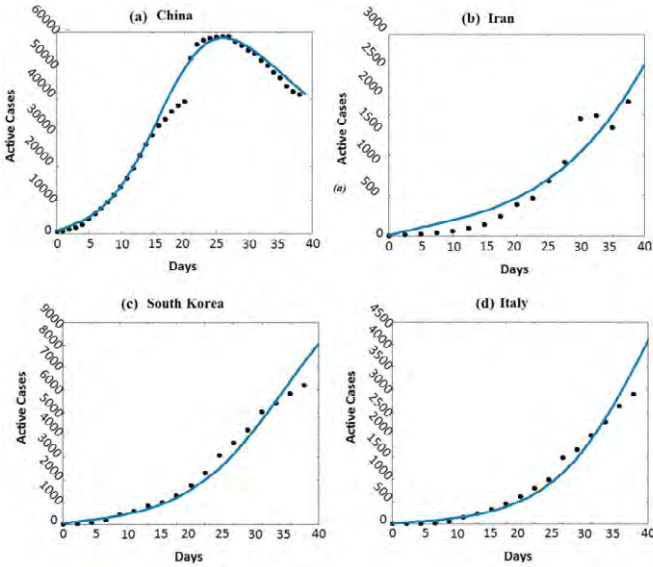 (a) China
60000
50000
40000
30000
20000
10000
0
Active Cases
0 5 10 15 20 25 30 35 40
Days
(b) Iran
3000
2500
2000
1500
1000
500
0
Active Cases
(a)
0 5 10 15 20 25 30 35 40
Days
(c) South Korea
9000
8000
7000
6000
5000
4000
3000
2000
1000
0
Active Cases
0 5 10 15 20 25 30 35 40
Days
(d) Italy
4500
4000
3500
3000
2500
2000
1500
1000
500
0
Active Cases
0 5 10 15 20 25 30 35 40
Days